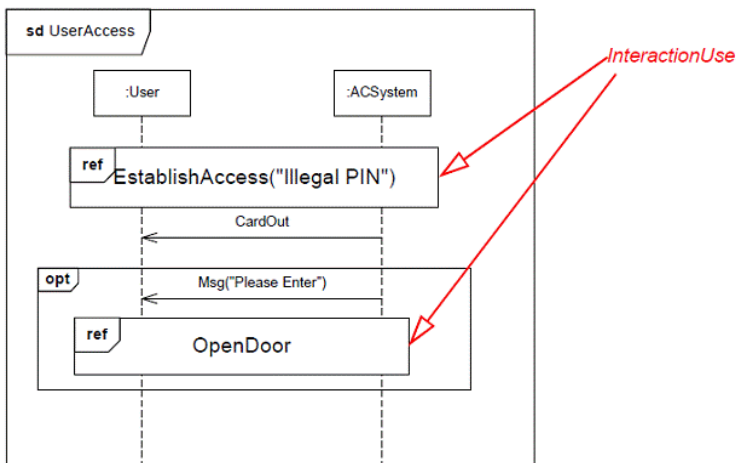 sd UserAccess
InteractionUse
:User
:ACSystem
ref
EstablishAccess("Illegal PIN")
CardOut
opt
Msg("Please Enter")
ref
OpenDoor